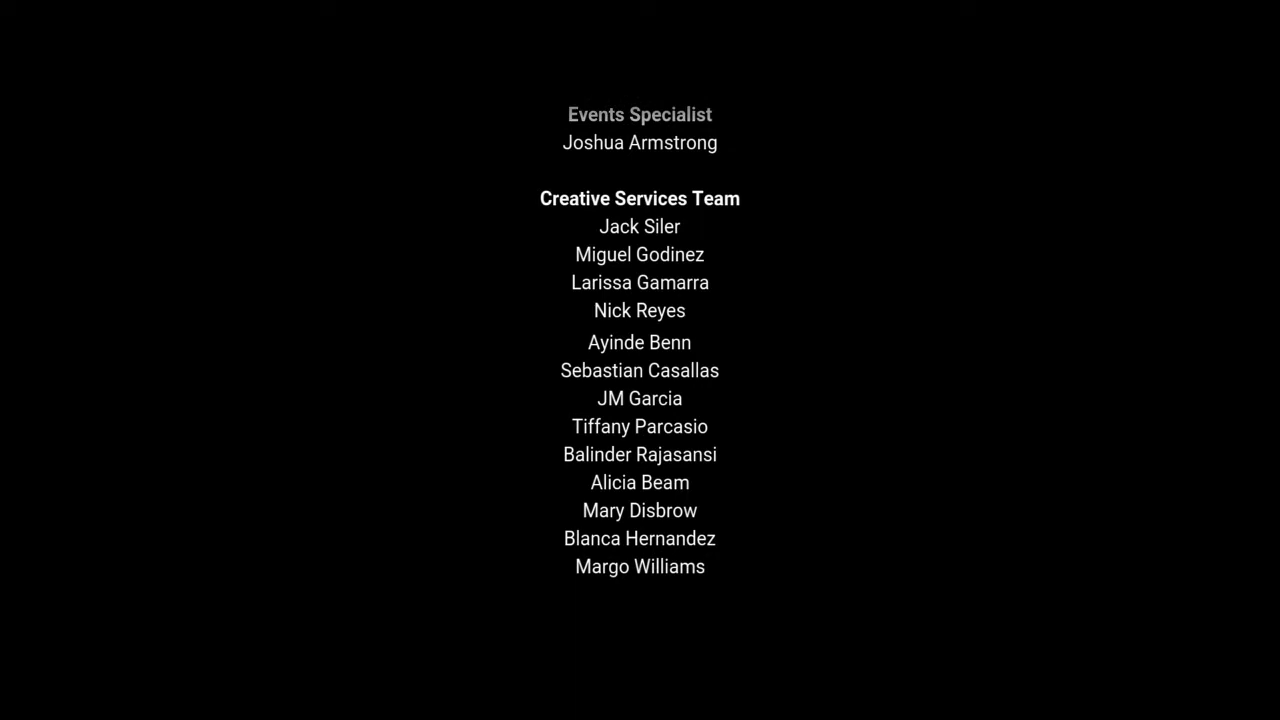 Events Specialist
Joshua Armstrong
Creative Services Team
Jack Siler
Miguel Godinez
Larissa Gamarra
Nick Reyes
Ayinde Benn
Sebastian Casallas
JM Garcia
Tiffany Parcasio
Balinder Rajasansi
Alicia Beam
Mary Disbrow
Blanca Hernandez
Margo Williams